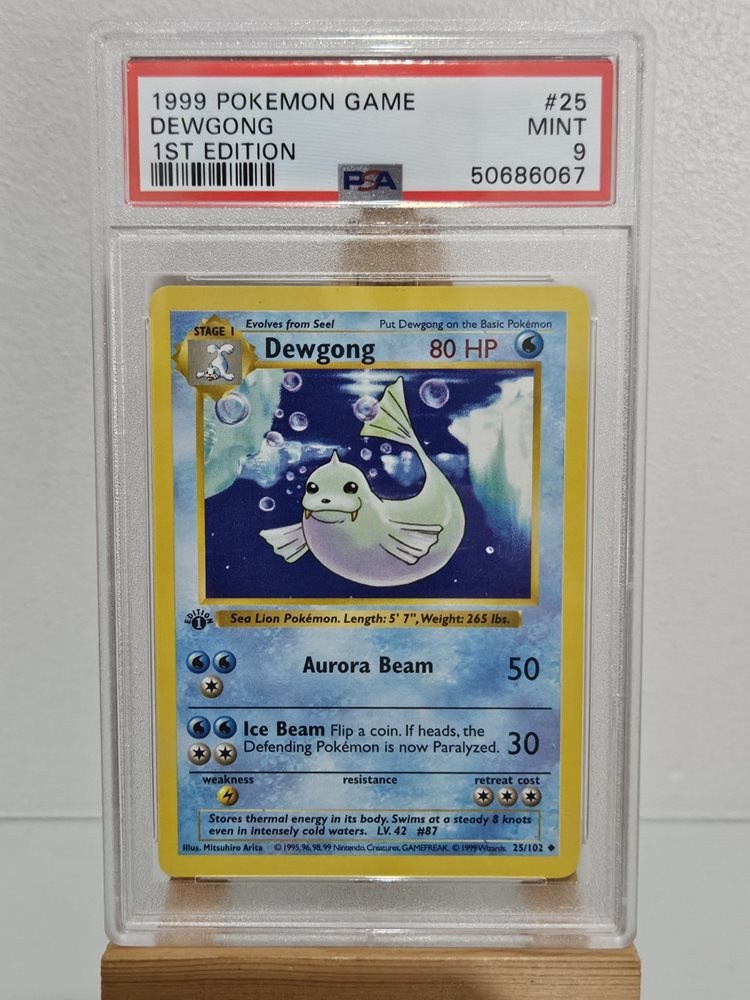 1999 POKEMON GAME #25
DEWGONG MINT
1ST EDITION 9
PSA 50686067
STAGE 1 Evolves from Seel Put Dewgong on the Basic Pokémon
Dewgong 80 HP
EDITION 1
Sea Lion Pokémon. Length: 5' 7", Weight: 265 lbs.
Aurora Beam 50
Ice Beam Flip a coin. If heads, the
Defending Pokémon is now Paralyzed. 30
weakness resistance retreat cost
Stores thermal energy in its body. Swims at a steady 8 knots
even in intensely cold waters. LV. 42 #87
Illus. Mitsuhiro Arita © 1995, 96, 98, 99 Nintendo, Creatures, GAMEFREAK. © 1999 Wizards. 25/102